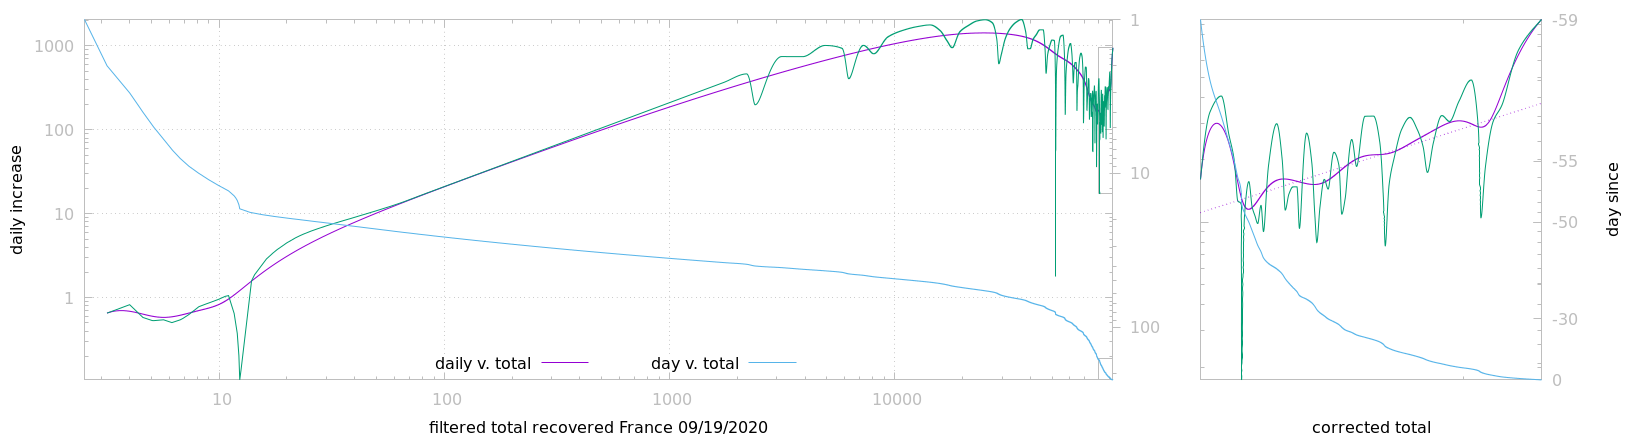 daily increase
1000
100
10
1
10
100
1000
10000
1
10
100
daily v. total
day v. total
filtered total recovered France 09/19/2020
-59
-55
-50
-30
0
day since
corrected total